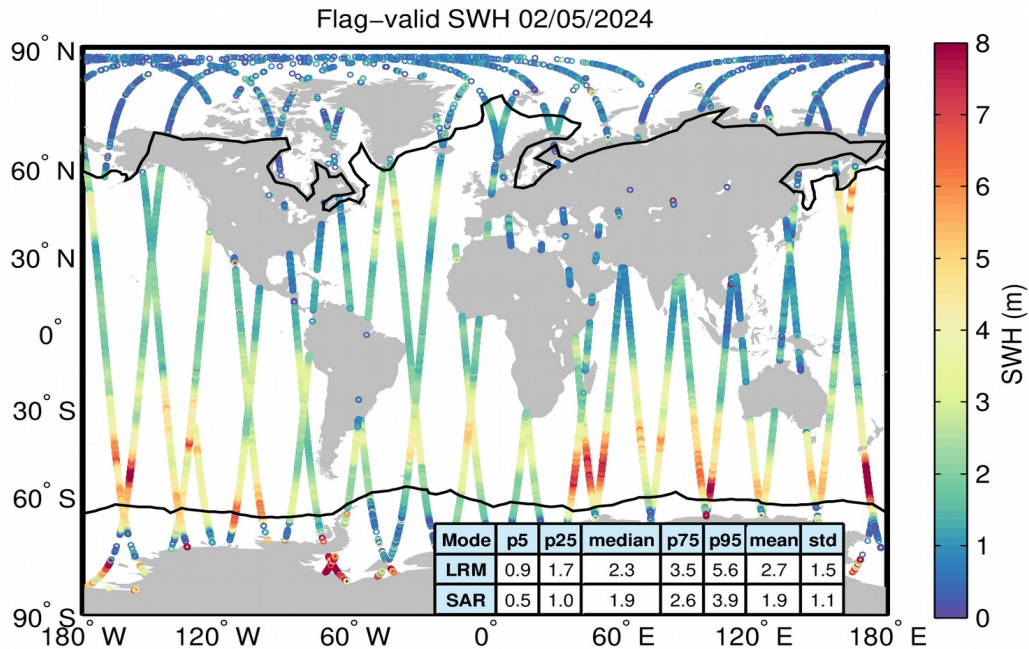 Flag−valid SWH 02/05/2024
90° N
60° N
30° N
0°
30° S
60° S
90° S
180° W
120° W
60° W
0°
60° E
120° E
180° E
Mode p5 p25 median p75 p95 mean std
LRM 0.9 1.7 2.3 3.5 5.6 2.7 1.5
SAR 0.5 1.0 1.9 2.6 3.9 1.9 1.1
8
7
6
5
4
3
2
1
0
SWH (m)